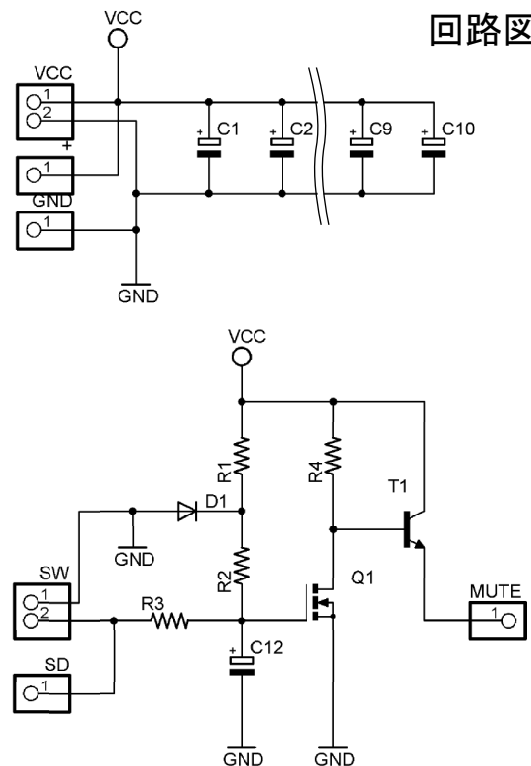 回路図
VCC
VCC
1
2
+
1
GND
1
GND
+
C1
+
C2
+
C9
+
C10
VCC
R1
R4
D1
T1
GND
R2
Q1
SW
1
2
R3
MUTE
1
SD
1
+
C12
GND
GND